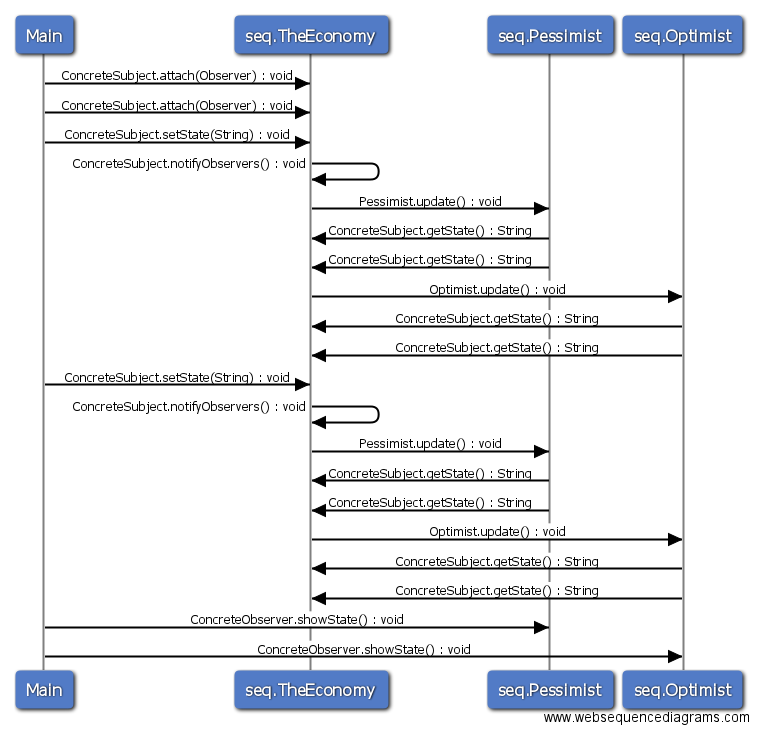 Main seq.TheEconomy seq.Pessimist seq.Optimist
ConcreteSubject.attach(Observer) : void
ConcreteSubject.attach(Observer) : void
ConcreteSubject.setState(String) : void
ConcreteSubject.notifyObservers() : void
Pessimist.update() : void
ConcreteSubject.getState() : String
ConcreteSubject.getState() : String
Optimist.update() : void
ConcreteSubject.getState() : String
ConcreteSubject.getState() : String
ConcreteSubject.setState(String) : void
ConcreteSubject.notifyObservers() : void
Pessimist.update() : void
ConcreteSubject.getState() : String
ConcreteSubject.getState() : String
Optimist.update() : void
ConcreteSubject.getState() : String
ConcreteSubject.getState() : String
ConcreteObserver.showState() : void
ConcreteObserver.showState() : void
Main seq.TheEconomy seq.Pessimist seq.Optimist
www.websequencediagrams.com